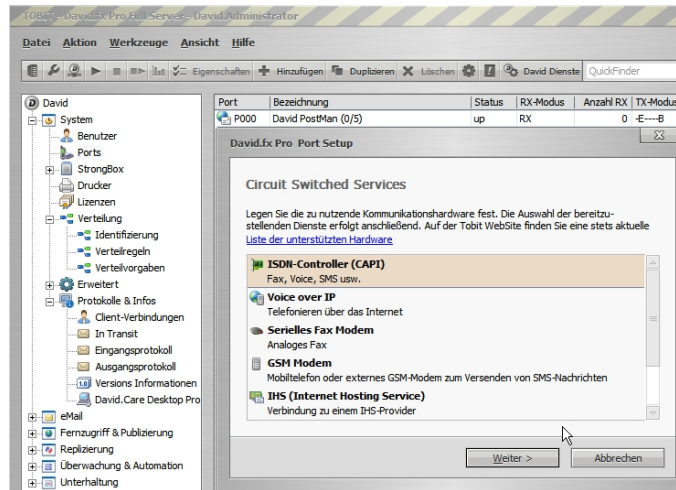 TOBIT - David.fx Pro Full Server - David.Administrator
Datei Aktion Werkzeuge Ansicht Hilfe
Eigenschaften Hinzufügen Duplizieren Löschen David Dienste QuickFinder
David
System
Benutzer
Ports
StrongBox
Drucker
Lizenzen
Verteilung
Identifizierung
Verteilregeln
Verteilvorgaben
Erweitert
Protokolle & Infos
Client-Verbindungen
In Transit
Eingangsprotokoll
Ausgangsprotokoll
1.0 Versions Informationen
David.Care Desktop Pro
eMail
Fernzugriff & Publizierung
Replizierung
Überwachung & Automation
Unterhaltung
Port Bezeichnung Status RX-Modus Anzahl RX TX-Modus
P000 David PostMan (0/5) up RX 0 -E----B
David.fx Pro Port Setup
Circuit Switched Services
Legen Sie die zu nutzende Kommunikationshardware fest. Die Auswahl der bereitzu-
stellenden Dienste erfolgt anschließend. Auf der Tobit WebSite finden Sie eine stets aktuelle
Liste der unterstützten Hardware
ISDN-Controller (CAPI)
Fax, Voice, SMS usw.
Voice over IP
Telefonieren über das Internet
Serielles Fax Modem
Analoges Fax
GSM Modem
Mobiltelefon oder externes GSM-Modem zum Versenden von SMS-Nachrichten
IHS (Internet Hosting Service)
Verbindung zu einem IHS-Provider
Weiter >
Abbrechen